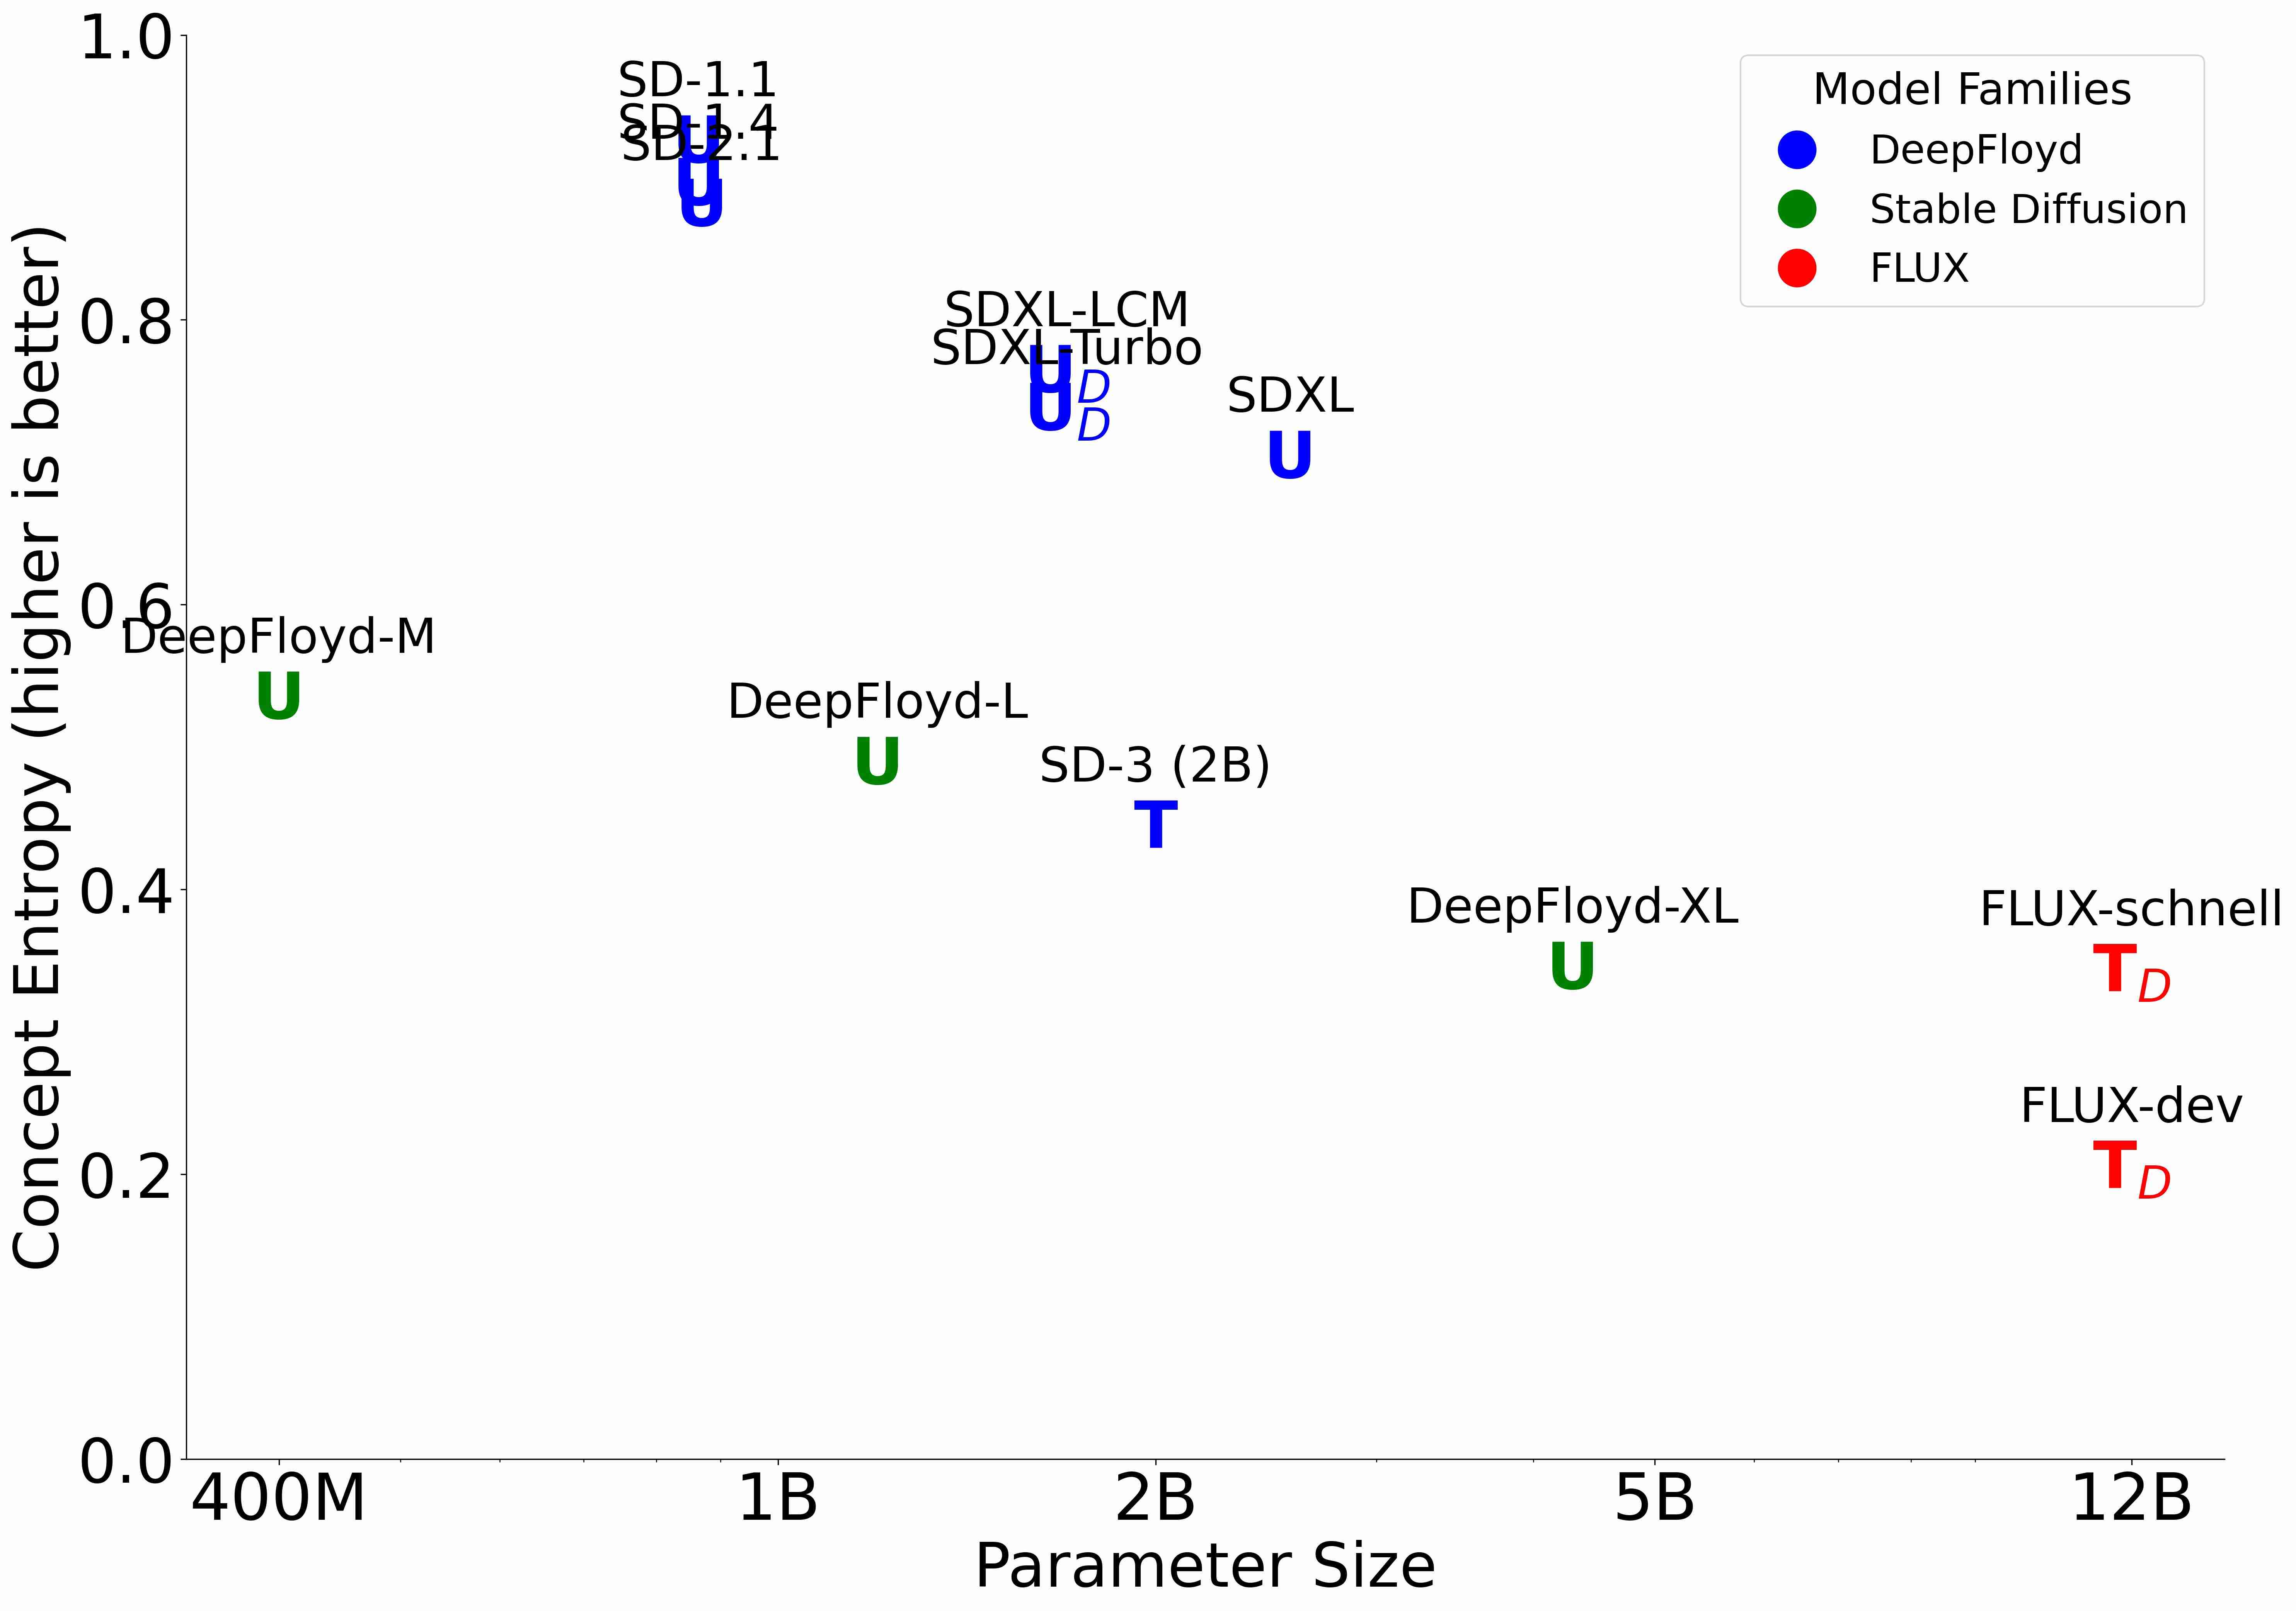 Concept Entropy (higher is better)
1.0
0.8
0.6
0.4
0.2
0.0
SD-1.1
SD-1.4
U
SD-2.1
U
U
SDXL-LCM
U D
SDXL-Turbo
U D
SDXL
U
DeepFloyd-M
U
DeepFloyd-L
U
SD-3 (2B)
T
DeepFloyd-XL
U
FLUX-schnell
T D
FLUX-dev
T D
Model Families
DeepFloyd
Stable Diffusion
FLUX
400M 1B 2B 5B 12B
Parameter Size